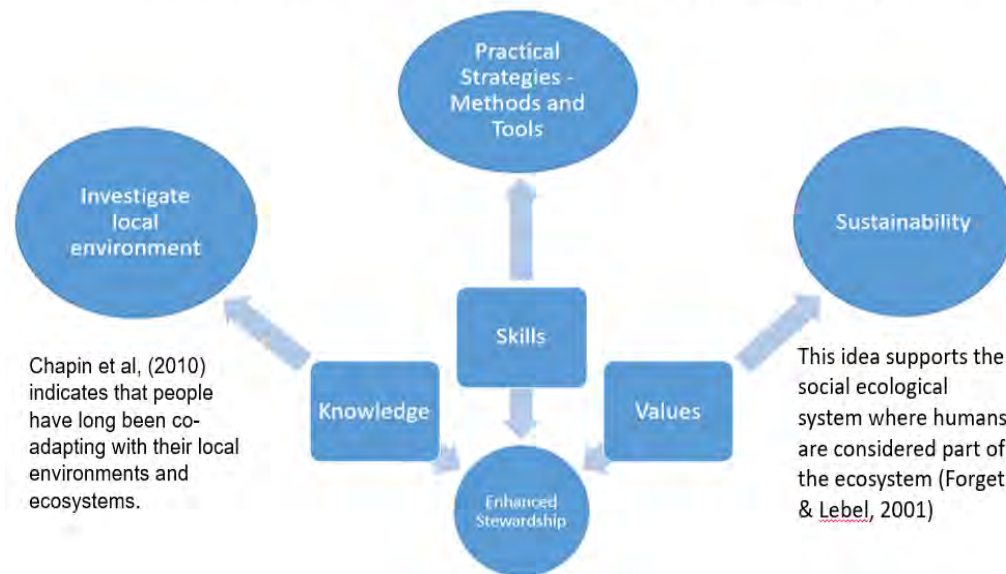 Practical
Strategies -
Methods and
Tools
Investigate
local
environment
Sustainability
Skills
Knowledge
Values
Enhanced
Stewardship
Chapin et al, (2010)
indicates that people
have long been co-
adapting with their local
environments and
ecosystems.
This idea supports the
social ecological
system where humans
are considered part of
the ecosystem (Forget
& Lebel, 2001)